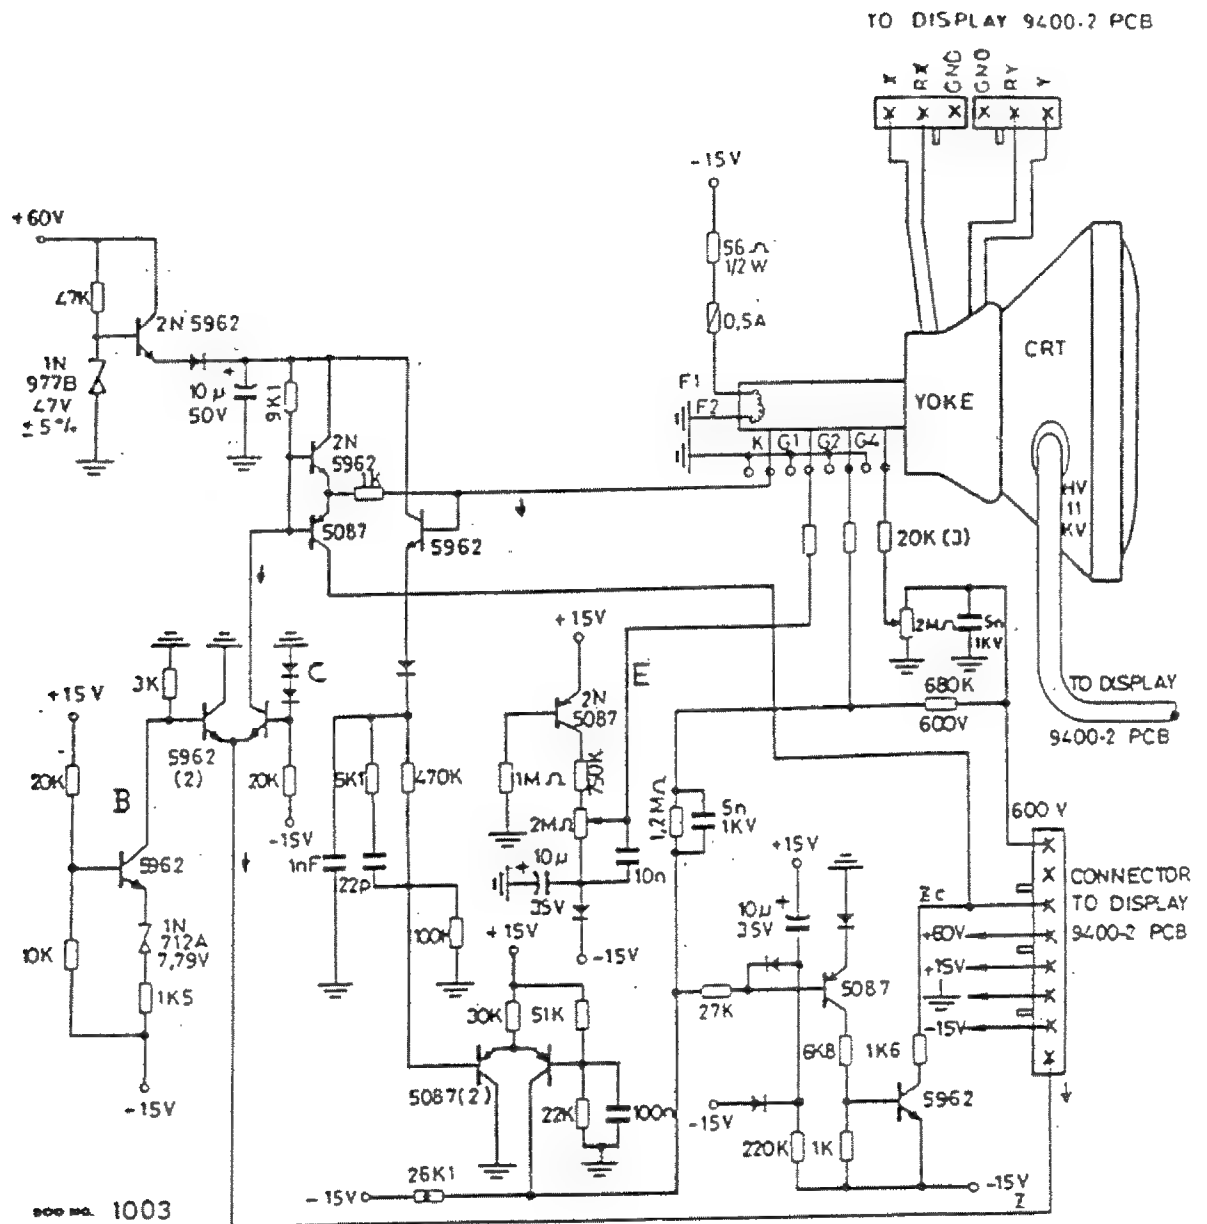 TO DISPLAY 9400-2 PCB
X
RX
GND
GND
RY
Y
-15V
+60V
56Ω
1/2W
47K
2N5962
0,5A
CRT
1N
977B
47V
±5%
10µ
50V
9K1
F1
F2
YOKE
2N
5962
K
G1
G2
G4
1K
HV
11
KV
5087
5962
20K(3)
+15V
2MΩ
5n
1KV
C
E
3K
+15V
2N
5087
680K
600V
TO DISPLAY
9400-2 PCB
5962
(2)
20K
B
20K
5K1
470K
1MΩ
750K
-15V
2MΩ
1,2MΩ
5n
1KV
600V
+15V
5962
1nF
22p
10µ
35V
10n
CONNECTOR
TO DISPLAY
9400-2 PCB
Zc
10µ
35V
+60V
1N
712A
7,79V
100K
+15V
-15V
+15V
10K
1K5
30K
51K
27K
5087
-15V
6K8
1K6
-15V
5087(2)
22K
100n
-15V
5962
220K
1K
26K1
-15V
-15V
Z
DOC NO. 1003